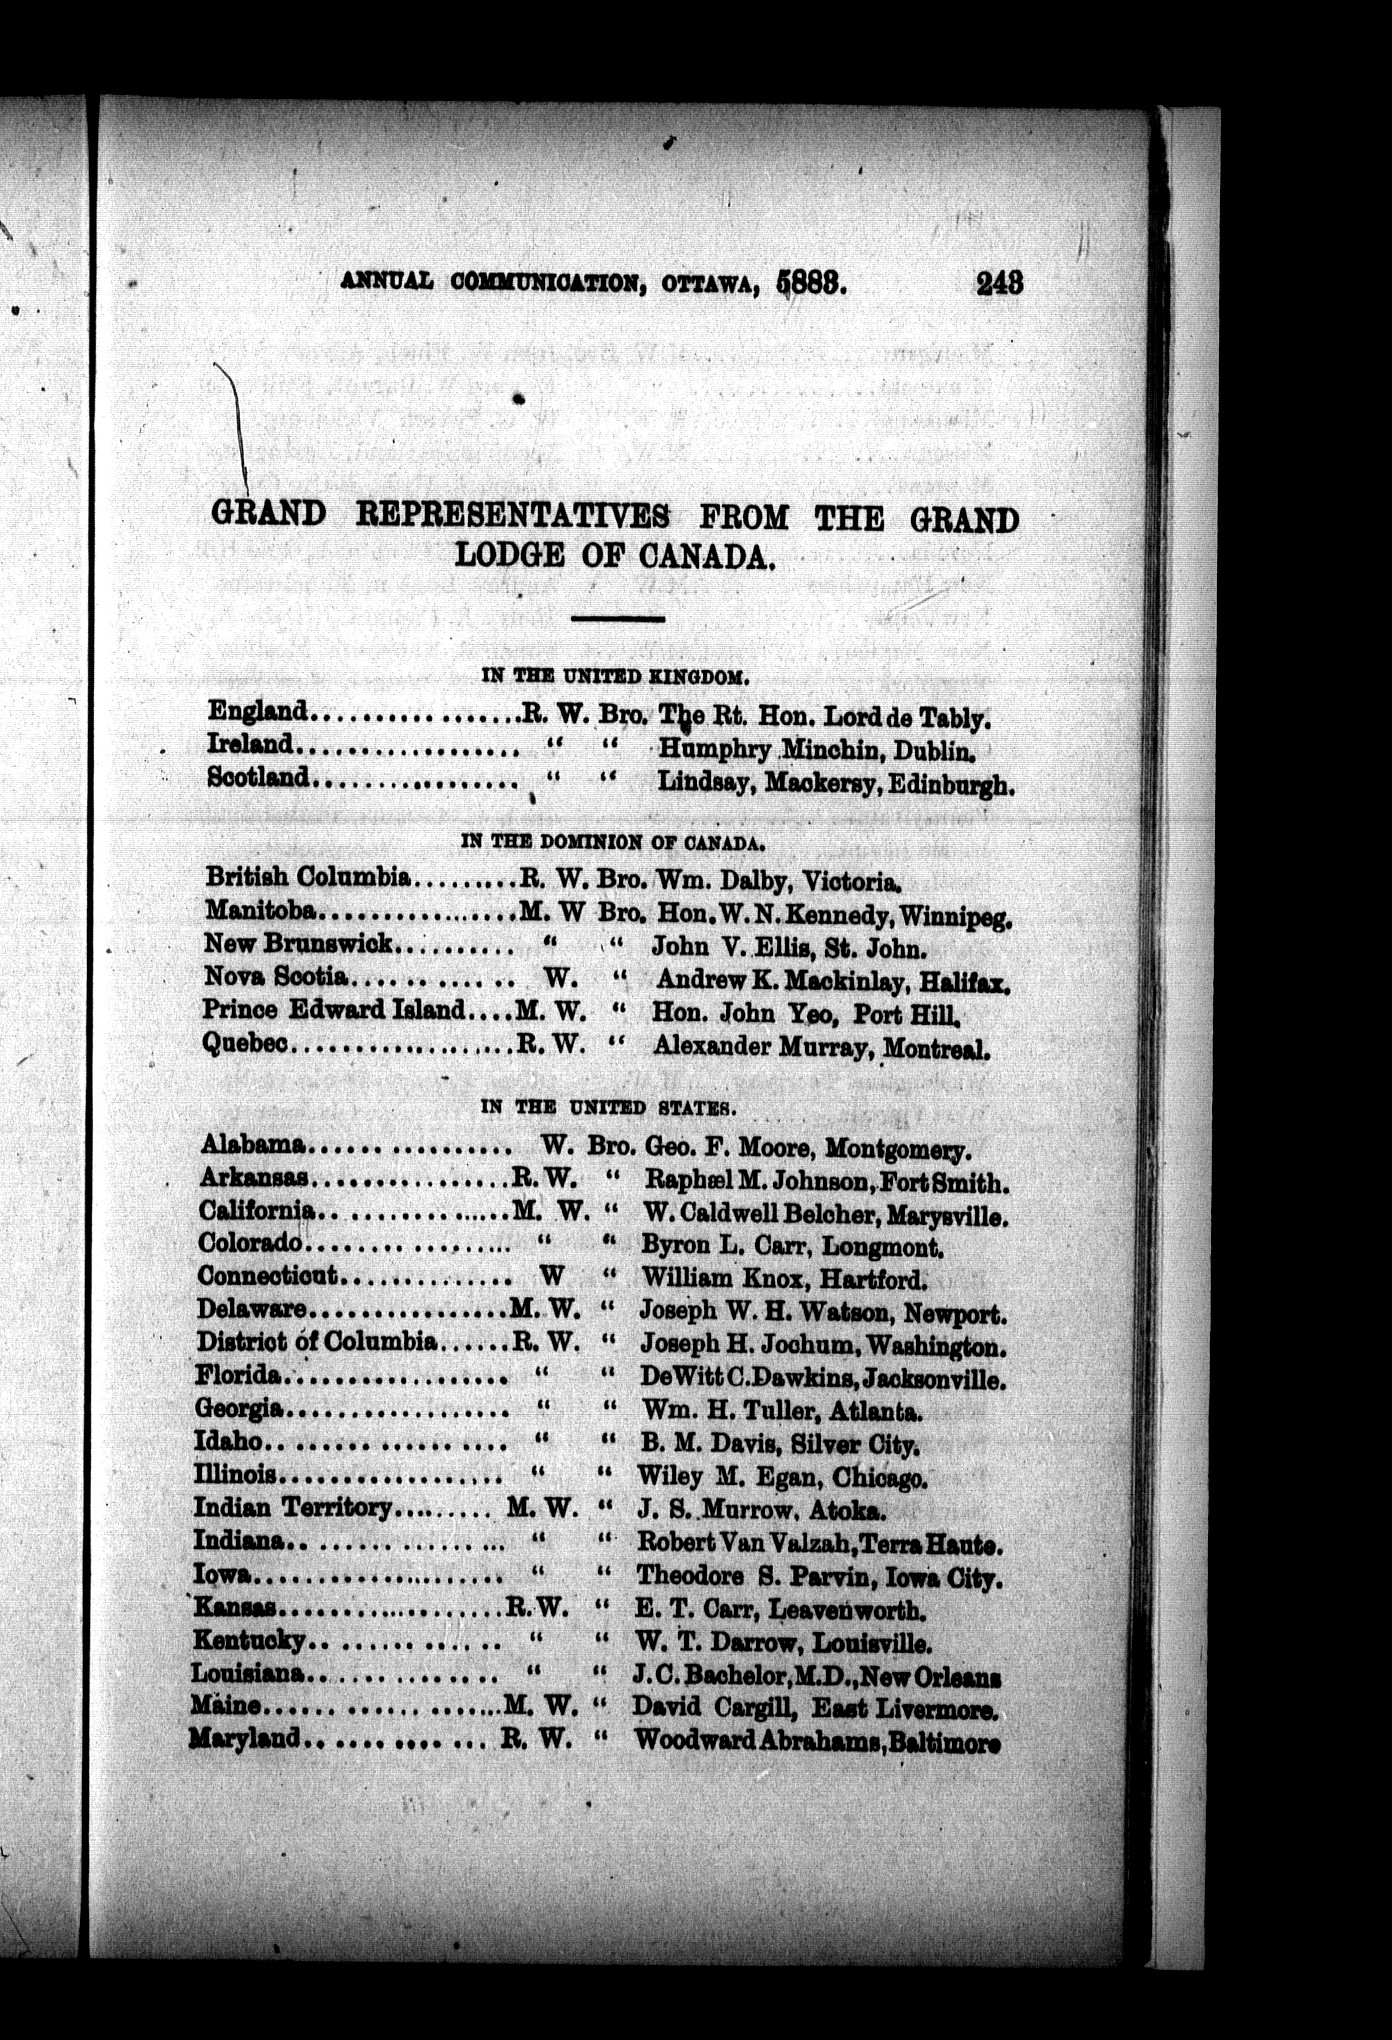 ANNUAL COMMUNICATION, OTTAWA, 5883. 243
GRAND REPRESENTATIVES FROM THE GRAND
LODGE OF CANADA.
IN THE UNITED KINGDOM.
England..................R. W. Bro. The Rt. Hon. Lord de Tably.
Ireland.................. “ “ Humphry Minchin, Dublin.
Scotland................. “ “ Lindsay, Mackersy, Edinburgh.
IN THE DOMINION OF CANADA.
British Columbia.........R. W. Bro. Wm. Dalby, Victoria.
Manitoba.................M. W Bro. Hon. W. N. Kennedy, Winnipeg.
New Brunswick.......... “ “ John V. Ellis, St. John.
Nova Scotia............. W. “ Andrew K. Mackinlay, Halifax.
Prince Edward Island....M. W. “ Hon. John Yeo, Port Hill.
Quebec...................R. W. “ Alexander Murray, Montreal.
IN THE UNITED STATES.
Alabama................ W. Bro. Geo. F. Moore, Montgomery.
Arkansas................R. W. “ Raphæl M. Johnson, Fort Smith.
California................M. W. “ W. Caldwell Belcher, Marysville.
Colorado................ “ “ Byron L. Carr, Longmont.
Connecticut.............. W “ William Knox, Hartford.
Delaware................M. W. “ Joseph W. H. Watson, Newport.
District of Columbia......R. W. “ Joseph H. Jochum, Washington.
Florida.................. “ “ DeWitt C. Dawkins, Jacksonville.
Georgia.................. “ “ Wm. H. Tuller, Atlanta.
Idaho................... “ “ B. M. Davis, Silver City.
Illinois.................. “ “ Wiley M. Egan, Chicago.
Indian Territory......... M. W. “ J. S. Murrow, Atoka.
Indiana................. “ “ Robert Van Valzah, Terra Haute.
Iowa.................... “ “ Theodore S. Parvin, Iowa City.
Kansas..................R. W. “ E. T. Carr, Leavenworth.
Kentucky............... “ “ W. T. Darrow, Louisville.
Louisiana............... “ “ J. C. Bachelor, M.D., New Orleans
Maine...................M. W. “ David Cargill, East Livermore.
Maryland............... R. W. “ Woodward Abrahams, Baltimore